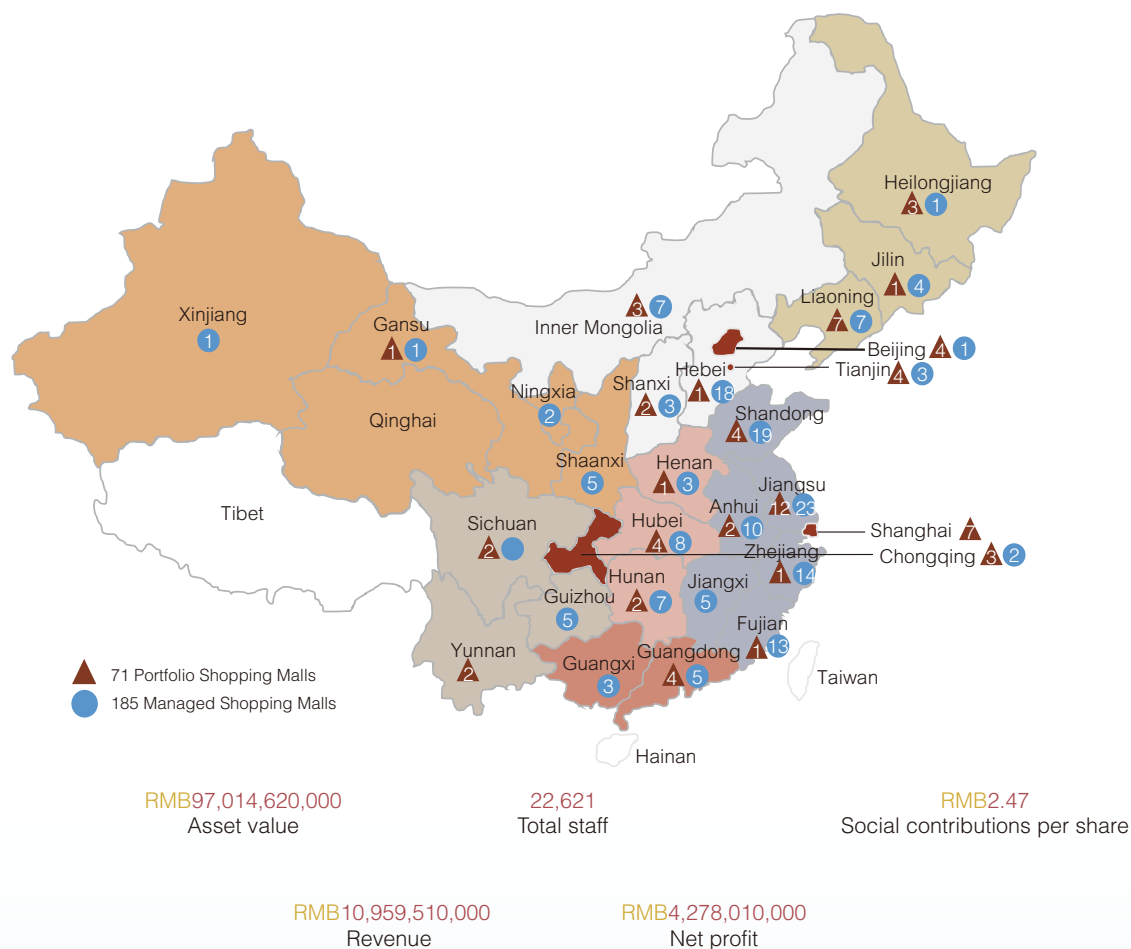 Heilongjiang
3 1
Jilin
1 4
Liaoning
7 7
Xinjiang
1
Gansu
1 1
3 7
Inner Mongolia
Beijing 4 1
Tianjin 4 3
Hebei
1 18
Shanxi
2 3
Ningxia
2
Qinghai
Shandong
4 19
Shaanxi
5
Henan
1 3
Jiangsu
12 23
Anhui
2 10
Tibet
Sichuan
2
Hubei
4 8
Shanghai 7
Chongqing 3 2
Zhejiang
1 14
Hunan
2 7
Jiangxi
5
Guizhou
5
Fujian
1 13
Yunnan
2
Guangxi
3
Guangdong
4 5
Taiwan
Hainan
71 Portfolio Shopping Malls
185 Managed Shopping Malls
RMB97,014,620,000
Asset value
22,621
Total staff
RMB2.47
Social contributions per share
RMB10,959,510,000
Revenue
RMB4,278,010,000
Net profit